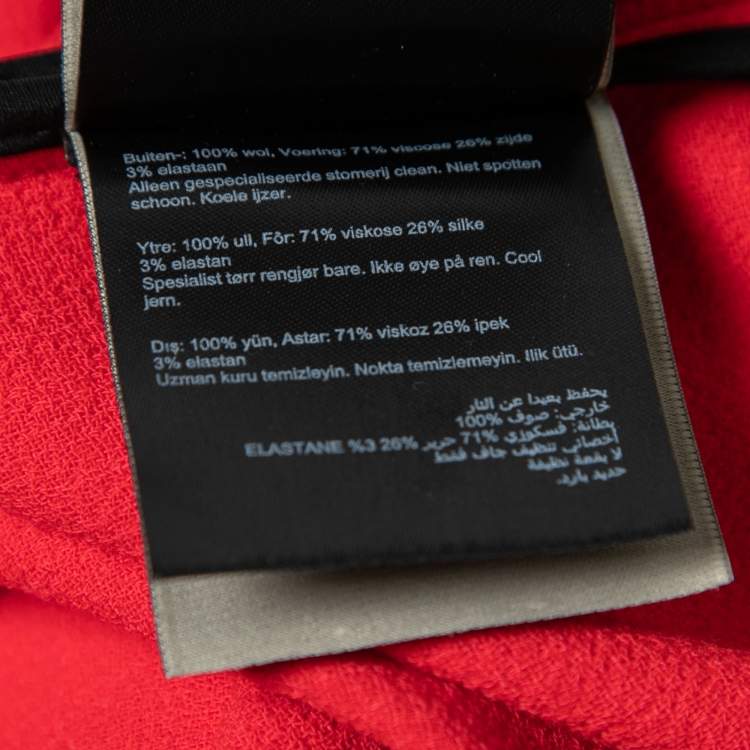 Buiten-: 100% wol, Voering: 71% viscose 26% zijde
3% elastaan
Alleen gespecialiseerde stomerij clean. Niet spotten
schoon. Koele ijzer.
Ytre: 100% ull, Fôr: 71% viskose 26% silke
3% elastan
Spesialist tørr rengjør bare. Ikke øye på ren. Cool
jern.
Dış: 100% yün, Astar: 71% viskoz 26% ipek
3% elastan
Uzman kuru temizleyin. Nokta temizlemeyin. Ilik ütü.
يحفظ بعيدا عن النار
خارجي: صوف 100%
بطانة: فسكوزي 71% حرير 26% ELASTANE %3
أخصائي تنظيف جاف فقط
لا بقعة نظيفة
حديد بارد.